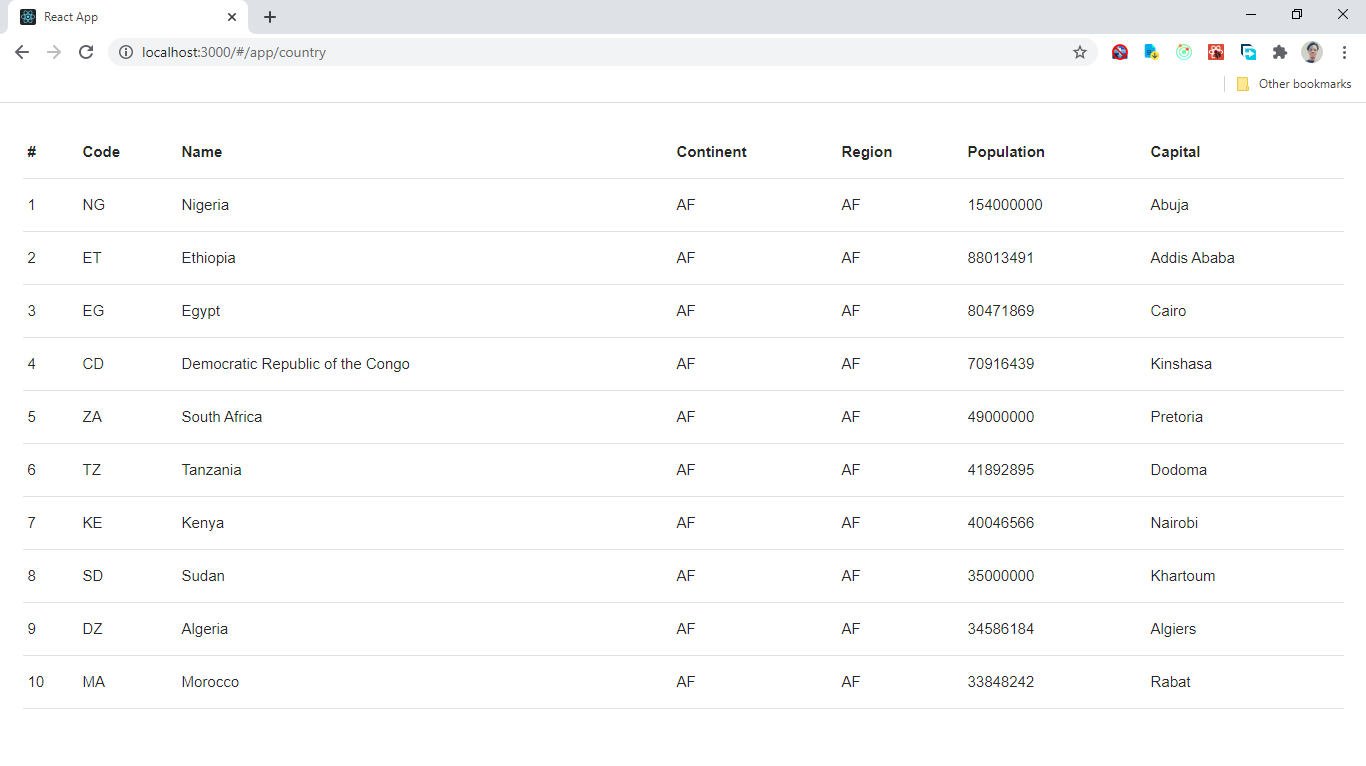 React App
localhost:3000/#/app/country
Other bookmarks
# Code Name Continent Region Population Capital
1 NG Nigeria AF AF 154000000 Abuja
2 ET Ethiopia AF AF 88013491 Addis Ababa
3 EG Egypt AF AF 80471869 Cairo
4 CD Democratic Republic of the Congo AF AF 70916439 Kinshasa
5 ZA South Africa AF AF 49000000 Pretoria
6 TZ Tanzania AF AF 41892895 Dodoma
7 KE Kenya AF AF 40046566 Nairobi
8 SD Sudan AF AF 35000000 Khartoum
9 DZ Algeria AF AF 34586184 Algiers
10 MA Morocco AF AF 33848242 Rabat